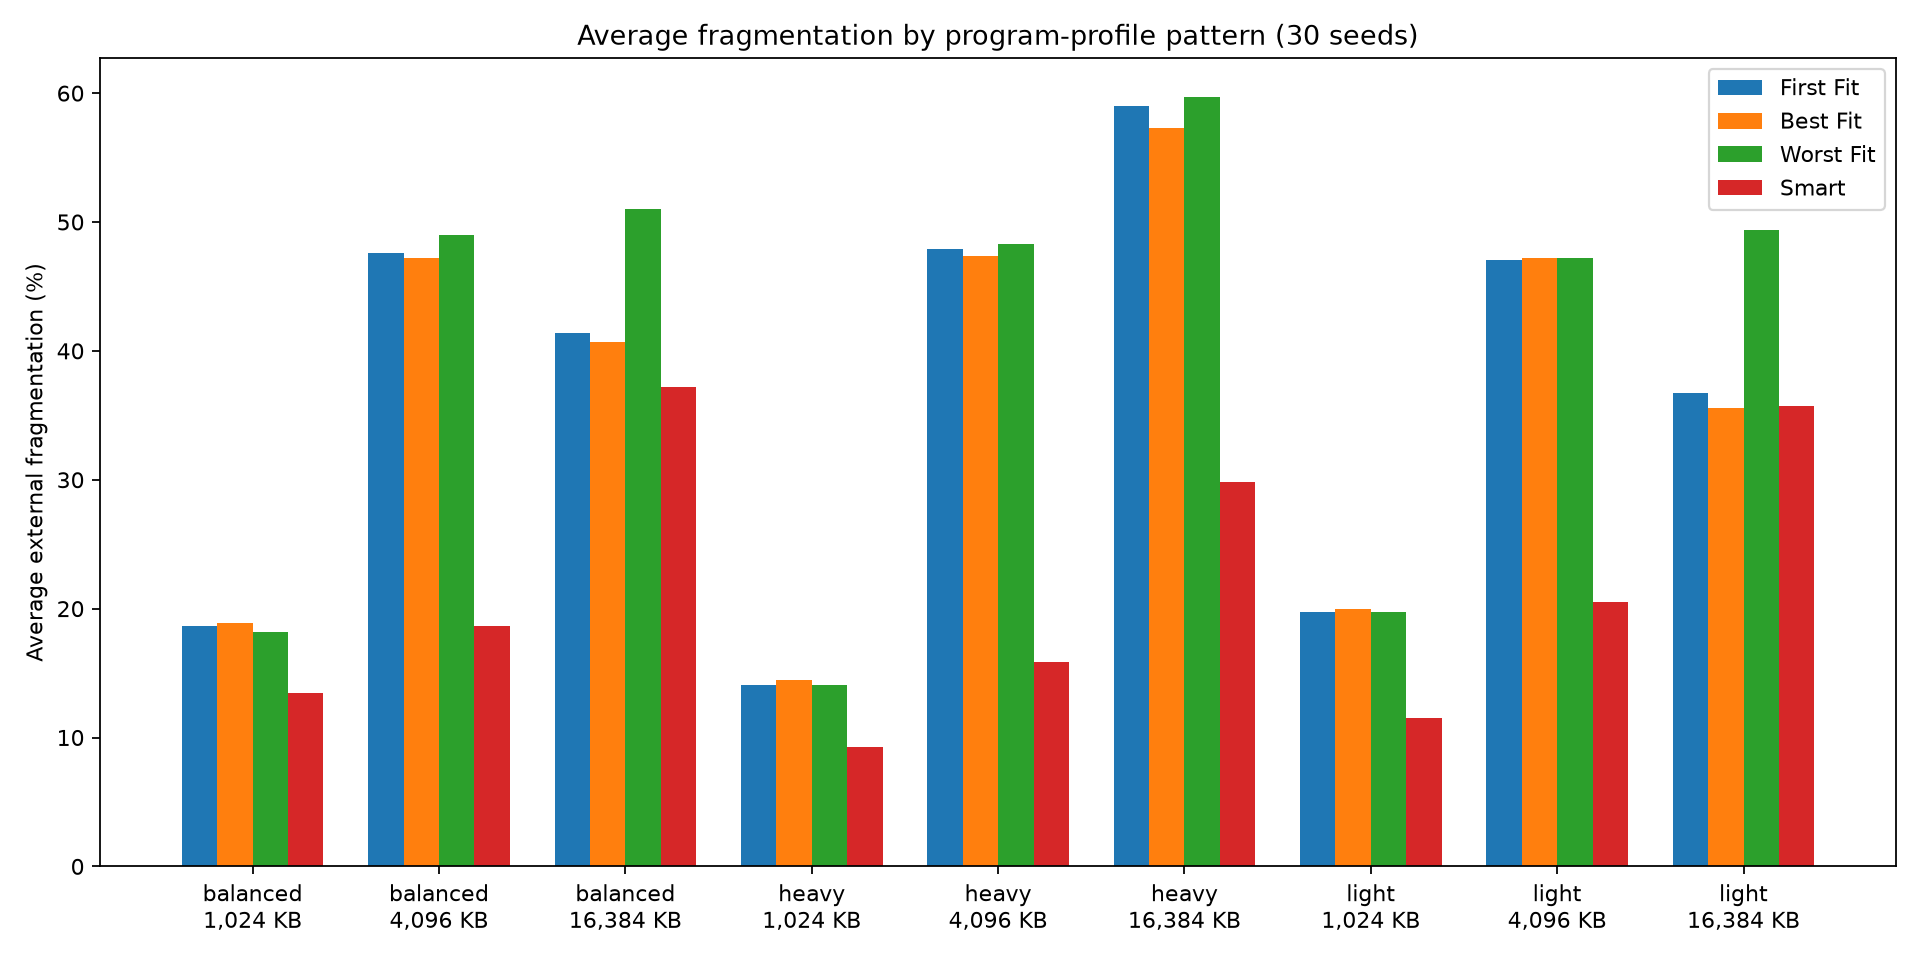 Average fragmentation by program-profile pattern (30 seeds)
First Fit
Best Fit
Worst Fit
Smart
Average external fragmentation (%)
60
50
40
30
20
10
0
balanced
1,024 KB
balanced
4,096 KB
balanced
16,384 KB
heavy
1,024 KB
heavy
4,096 KB
heavy
16,384 KB
light
1,024 KB
light
4,096 KB
light
16,384 KB